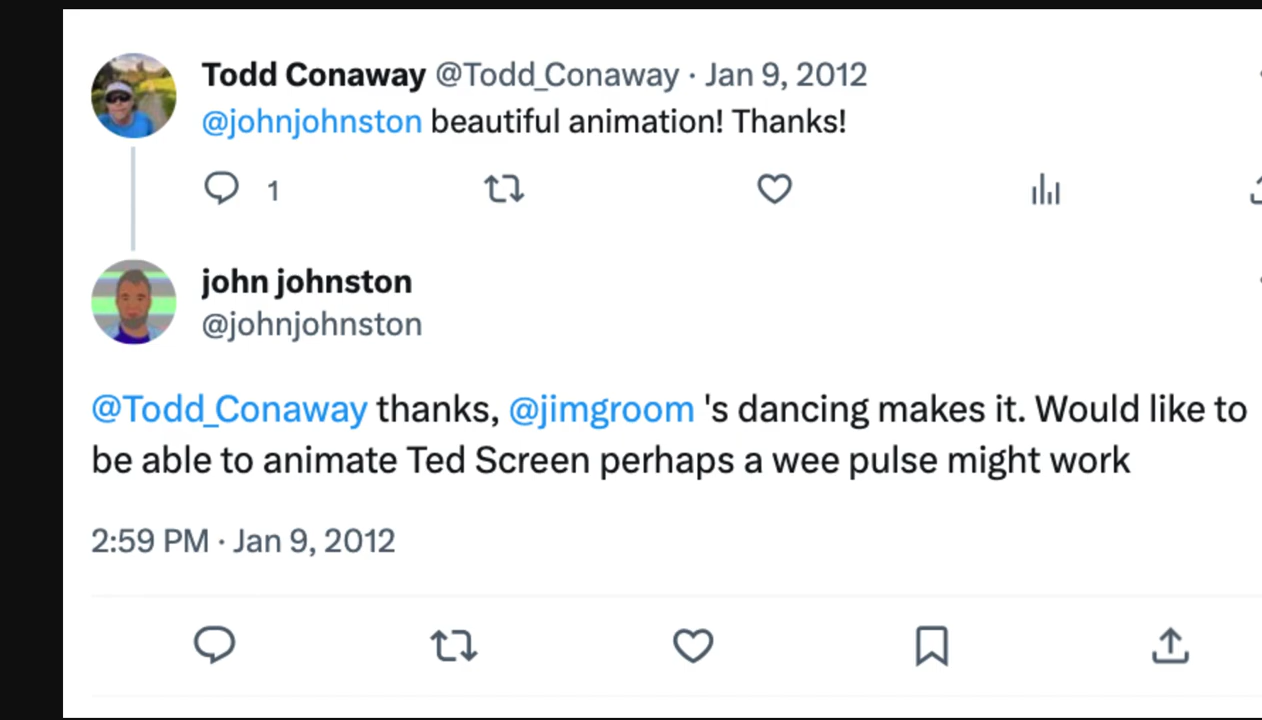 Todd Conaway @Todd_Conaway · Jan 9, 2012
@johnjohnston beautiful animation! Thanks!
1
john johnston
@johnjohnston
@Todd_Conaway thanks, @jimgroom 's dancing makes it. Would like to
be able to animate Ted Screen perhaps a wee pulse might work
2:59 PM · Jan 9, 2012